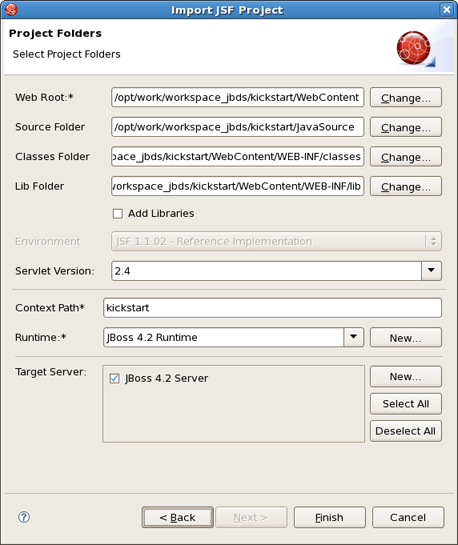 Import JSF Project
Project Folders
Select Project Folders
Web Root:* /opt/work/workspace_jbds/kickstart/WebContent Change...
Source Folder /opt/work/workspace_jbds/kickstart/JavaSource Change...
Classes Folder pace_jbds/kickstart/WebContent/WEB-INF/classes Change...
Lib Folder workspace_jbds/kickstart/WebContent/WEB-INF/lib Change...
Add Libraries
Environment JSF 1.1.02 - Reference Implementation
Servlet Version: 2.4
Context Path* kickstart
Runtime:* JBoss 4.2 Runtime New...
Target Server: JBoss 4.2 Server New...
Select All
Deselect All
? < Back Next > Finish Cancel